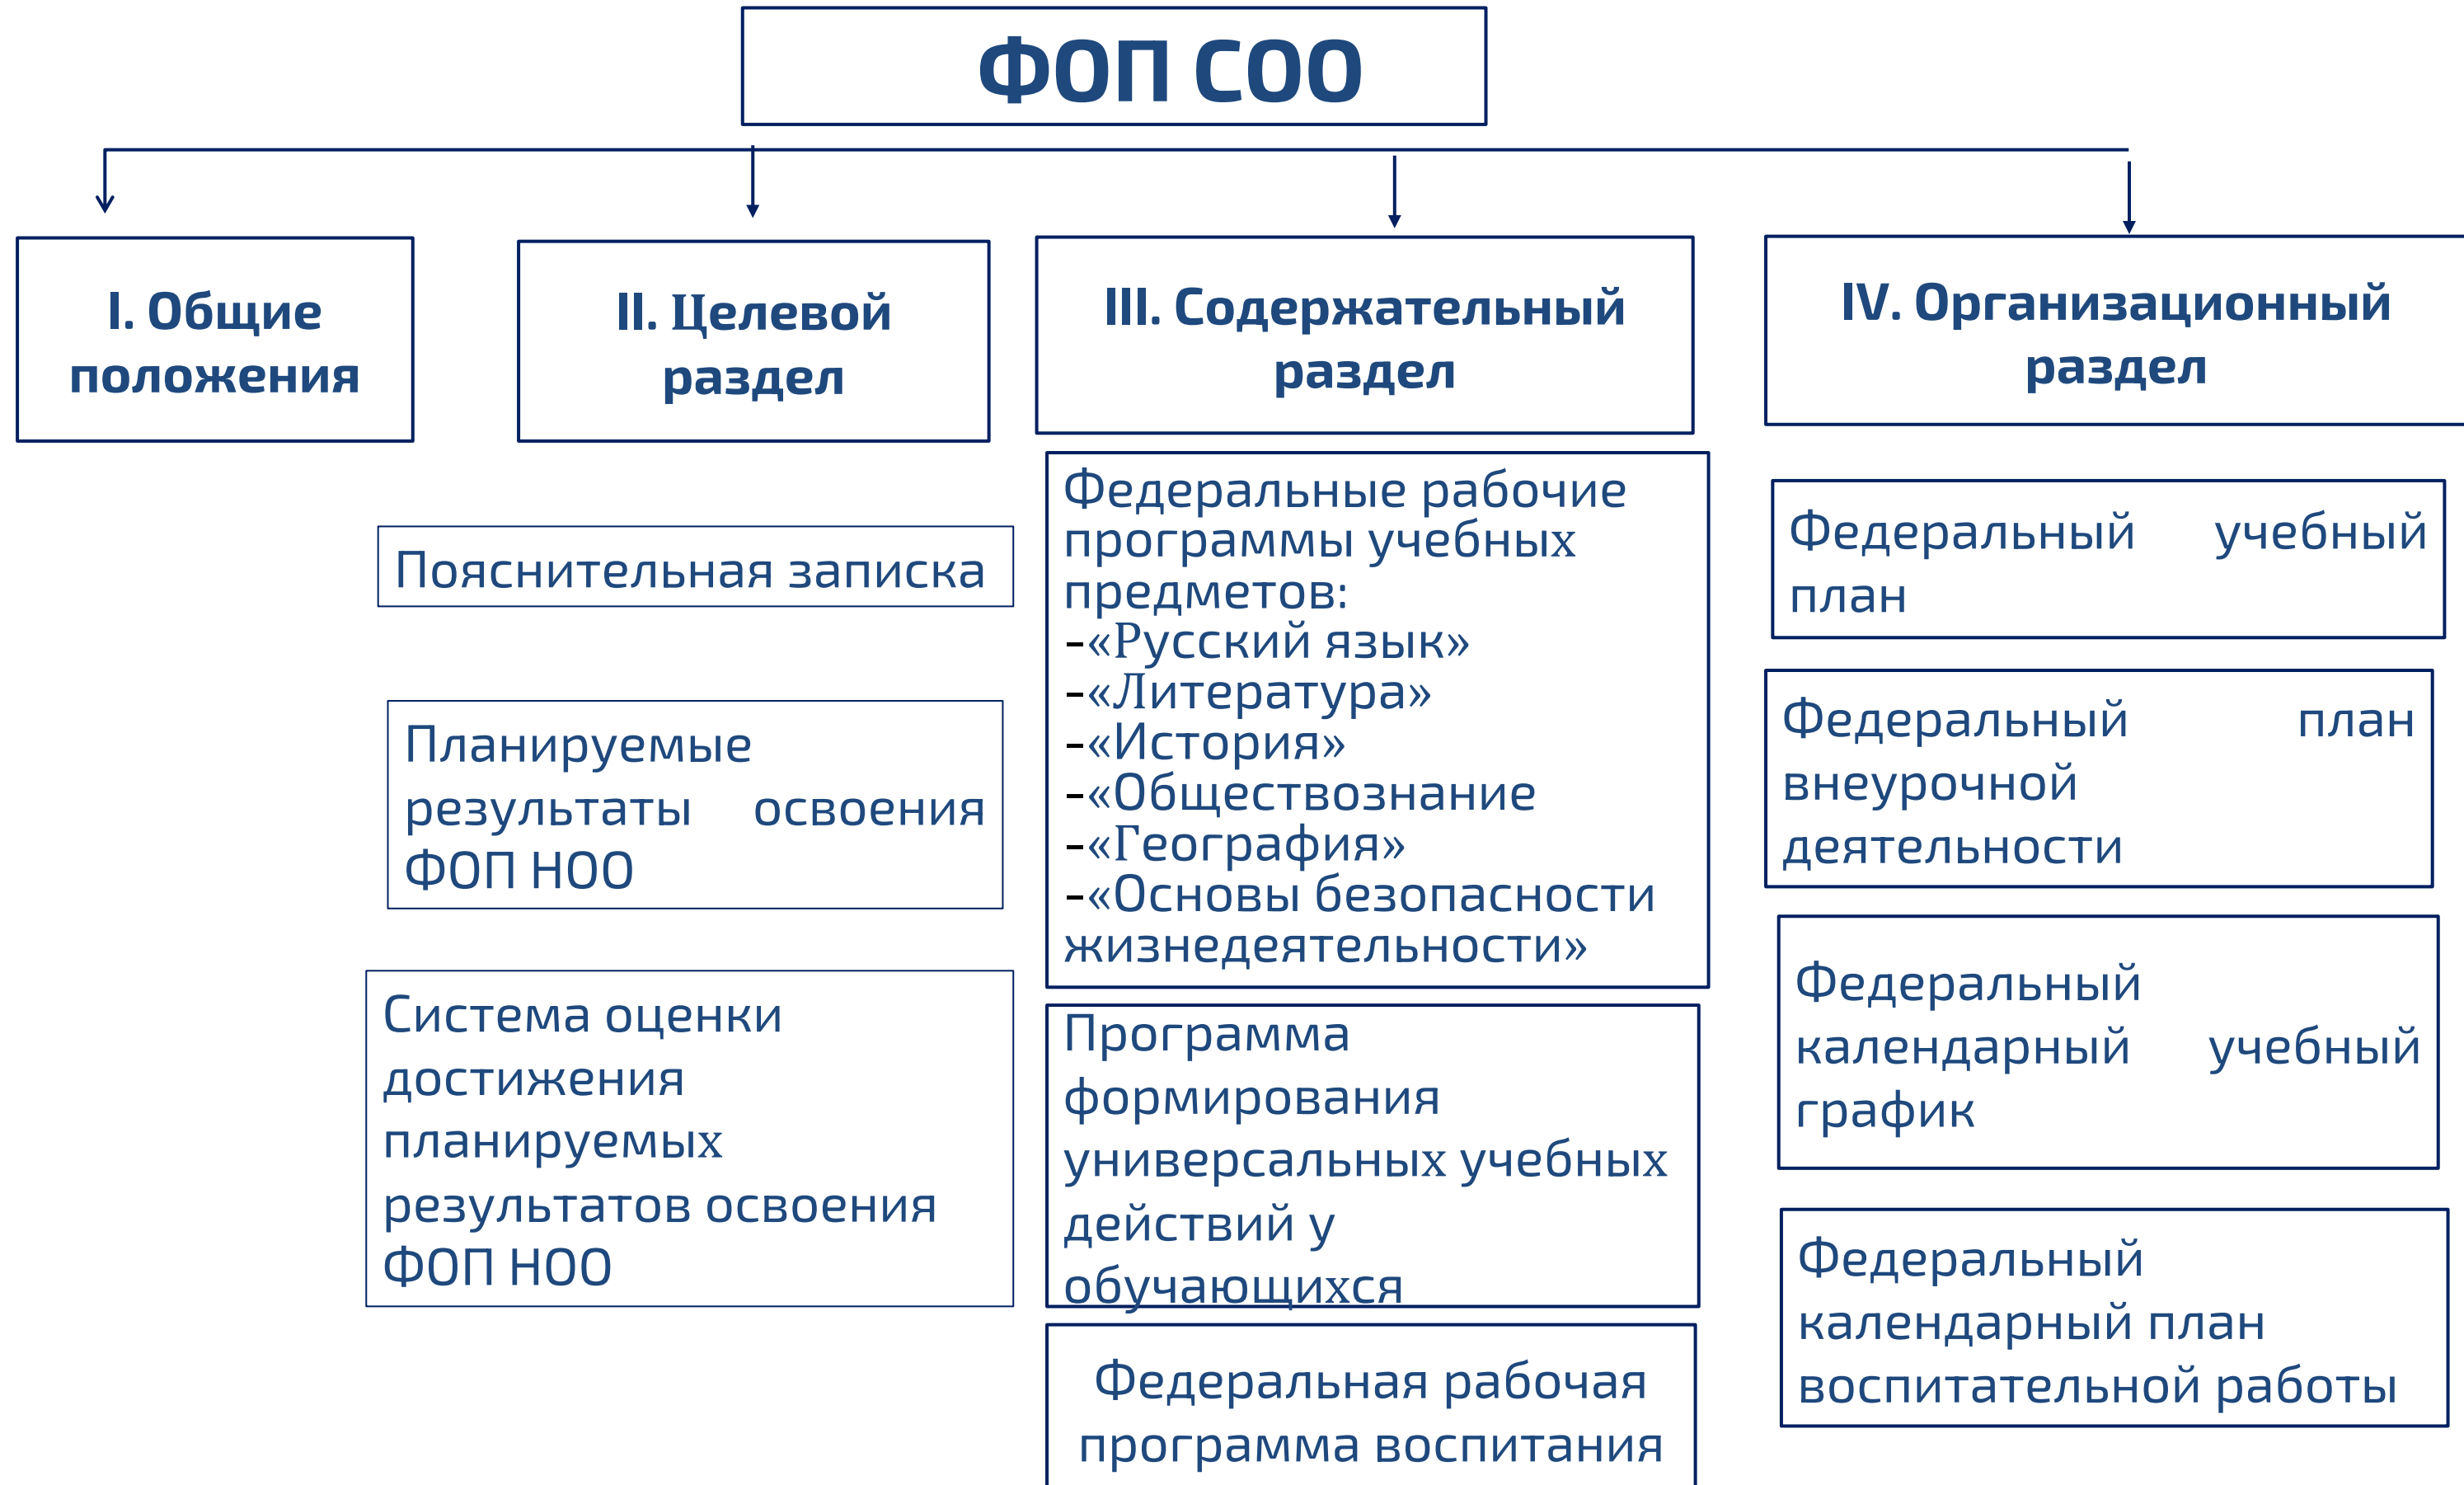 ФОП СОО
I. Общие
положения
II. Целевой
раздел
Пояснительная записка
Планируемые
результаты освоения
ФОП НОО
Система оценки
достижения
планируемых
результатов освоения
ФОП НОО
III. Содержательный
раздел
Федеральные рабочие
программы учебных
предметов:
-«Русский язык»
-«Литература»
-«История»
-«Обществознание
-«География»
-«Основы безопасности
жизнедеятельности»
Программа
формирования
универсальных учебных
действий у
обучающихся
Федеральная рабочая
программа воспитания
IV. Организационный
раздел
Федеральный учебный
план
Федеральный план
внеурочной
деятельности
Федеральный
календарный учебный
график
Федеральный
календарный план
воспитательной работы